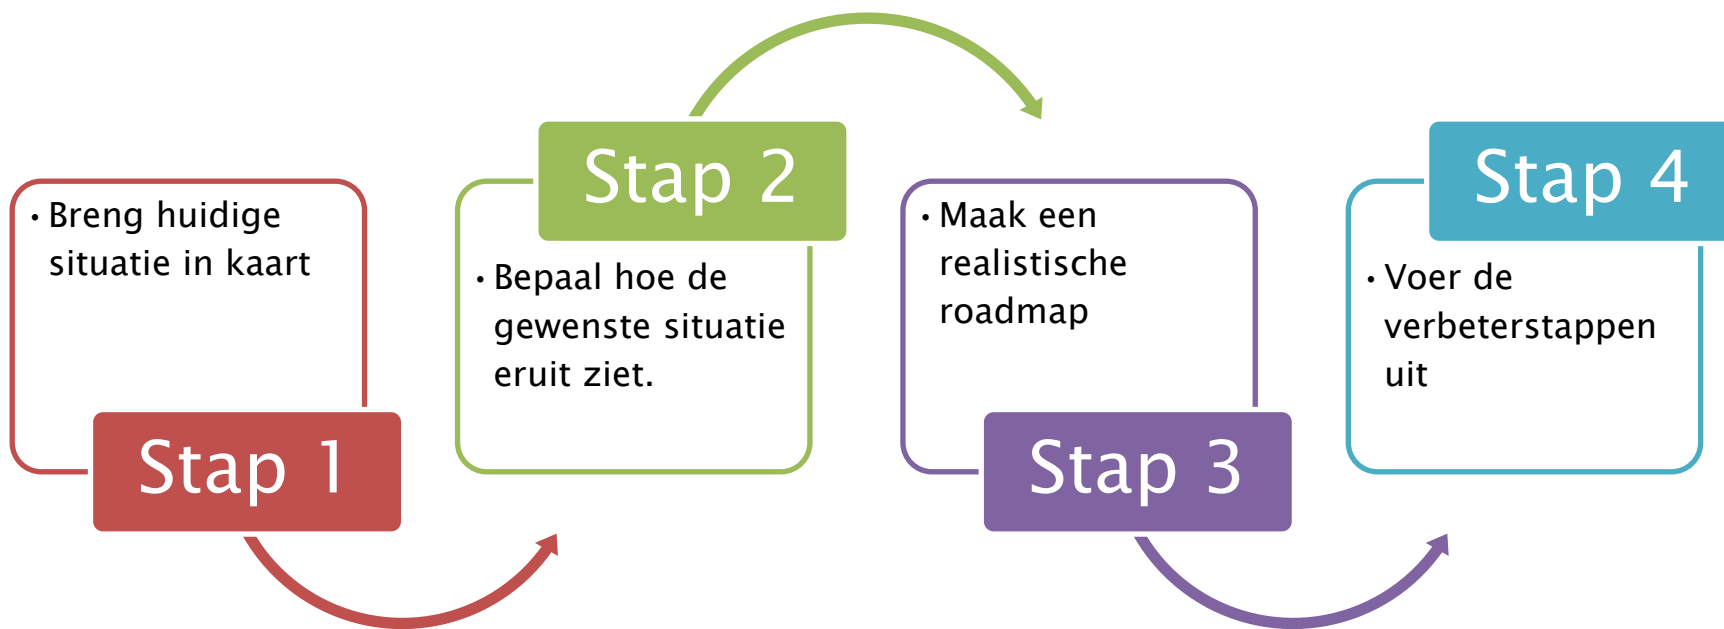 Stap 1
· Breng huidige
situatie in kaart
Stap 2
· Bepaal hoe de
gewenste situatie
eruit ziet.
Stap 3
· Maak een
realistische
roadmap
Stap 4
· Voer de
verbeterstappen
uit